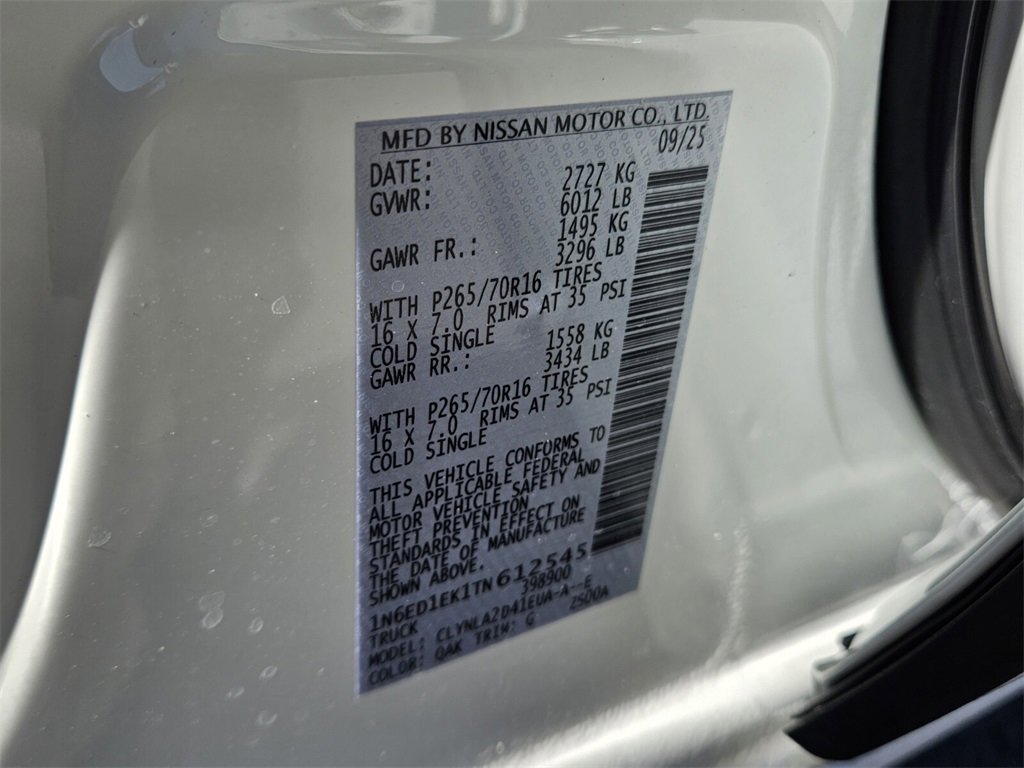 MFD BY NISSAN MOTOR CO., LTD.
DATE: 09/25
GVWR: 2727 KG
6012 LB
GAWR FR.: 1495 KG
3296 LB
WITH P265/70R16 TIRES
16 X 7.0 RIMS AT 35 PSI
COLD SINGLE
GAWR RR.: 1558 KG
3434 LB
WITH P265/70R16 TIRES
16 X 7.0 RIMS AT 35 PSI
COLD SINGLE
THIS VEHICLE CONFORMS TO
ALL APPLICABLE FEDERAL
MOTOR VEHICLE SAFETY AND
THEFT PREVENTION
STANDARDS IN EFFECT ON
THE DATE OF MANUFACTURE
SHOWN ABOVE.
1N6ED1EK1TN612545
TRUCK 398900
MODEL: CLYNLA2D41EUA-A--E
COLOR: QAK TRIM: G 2S00A